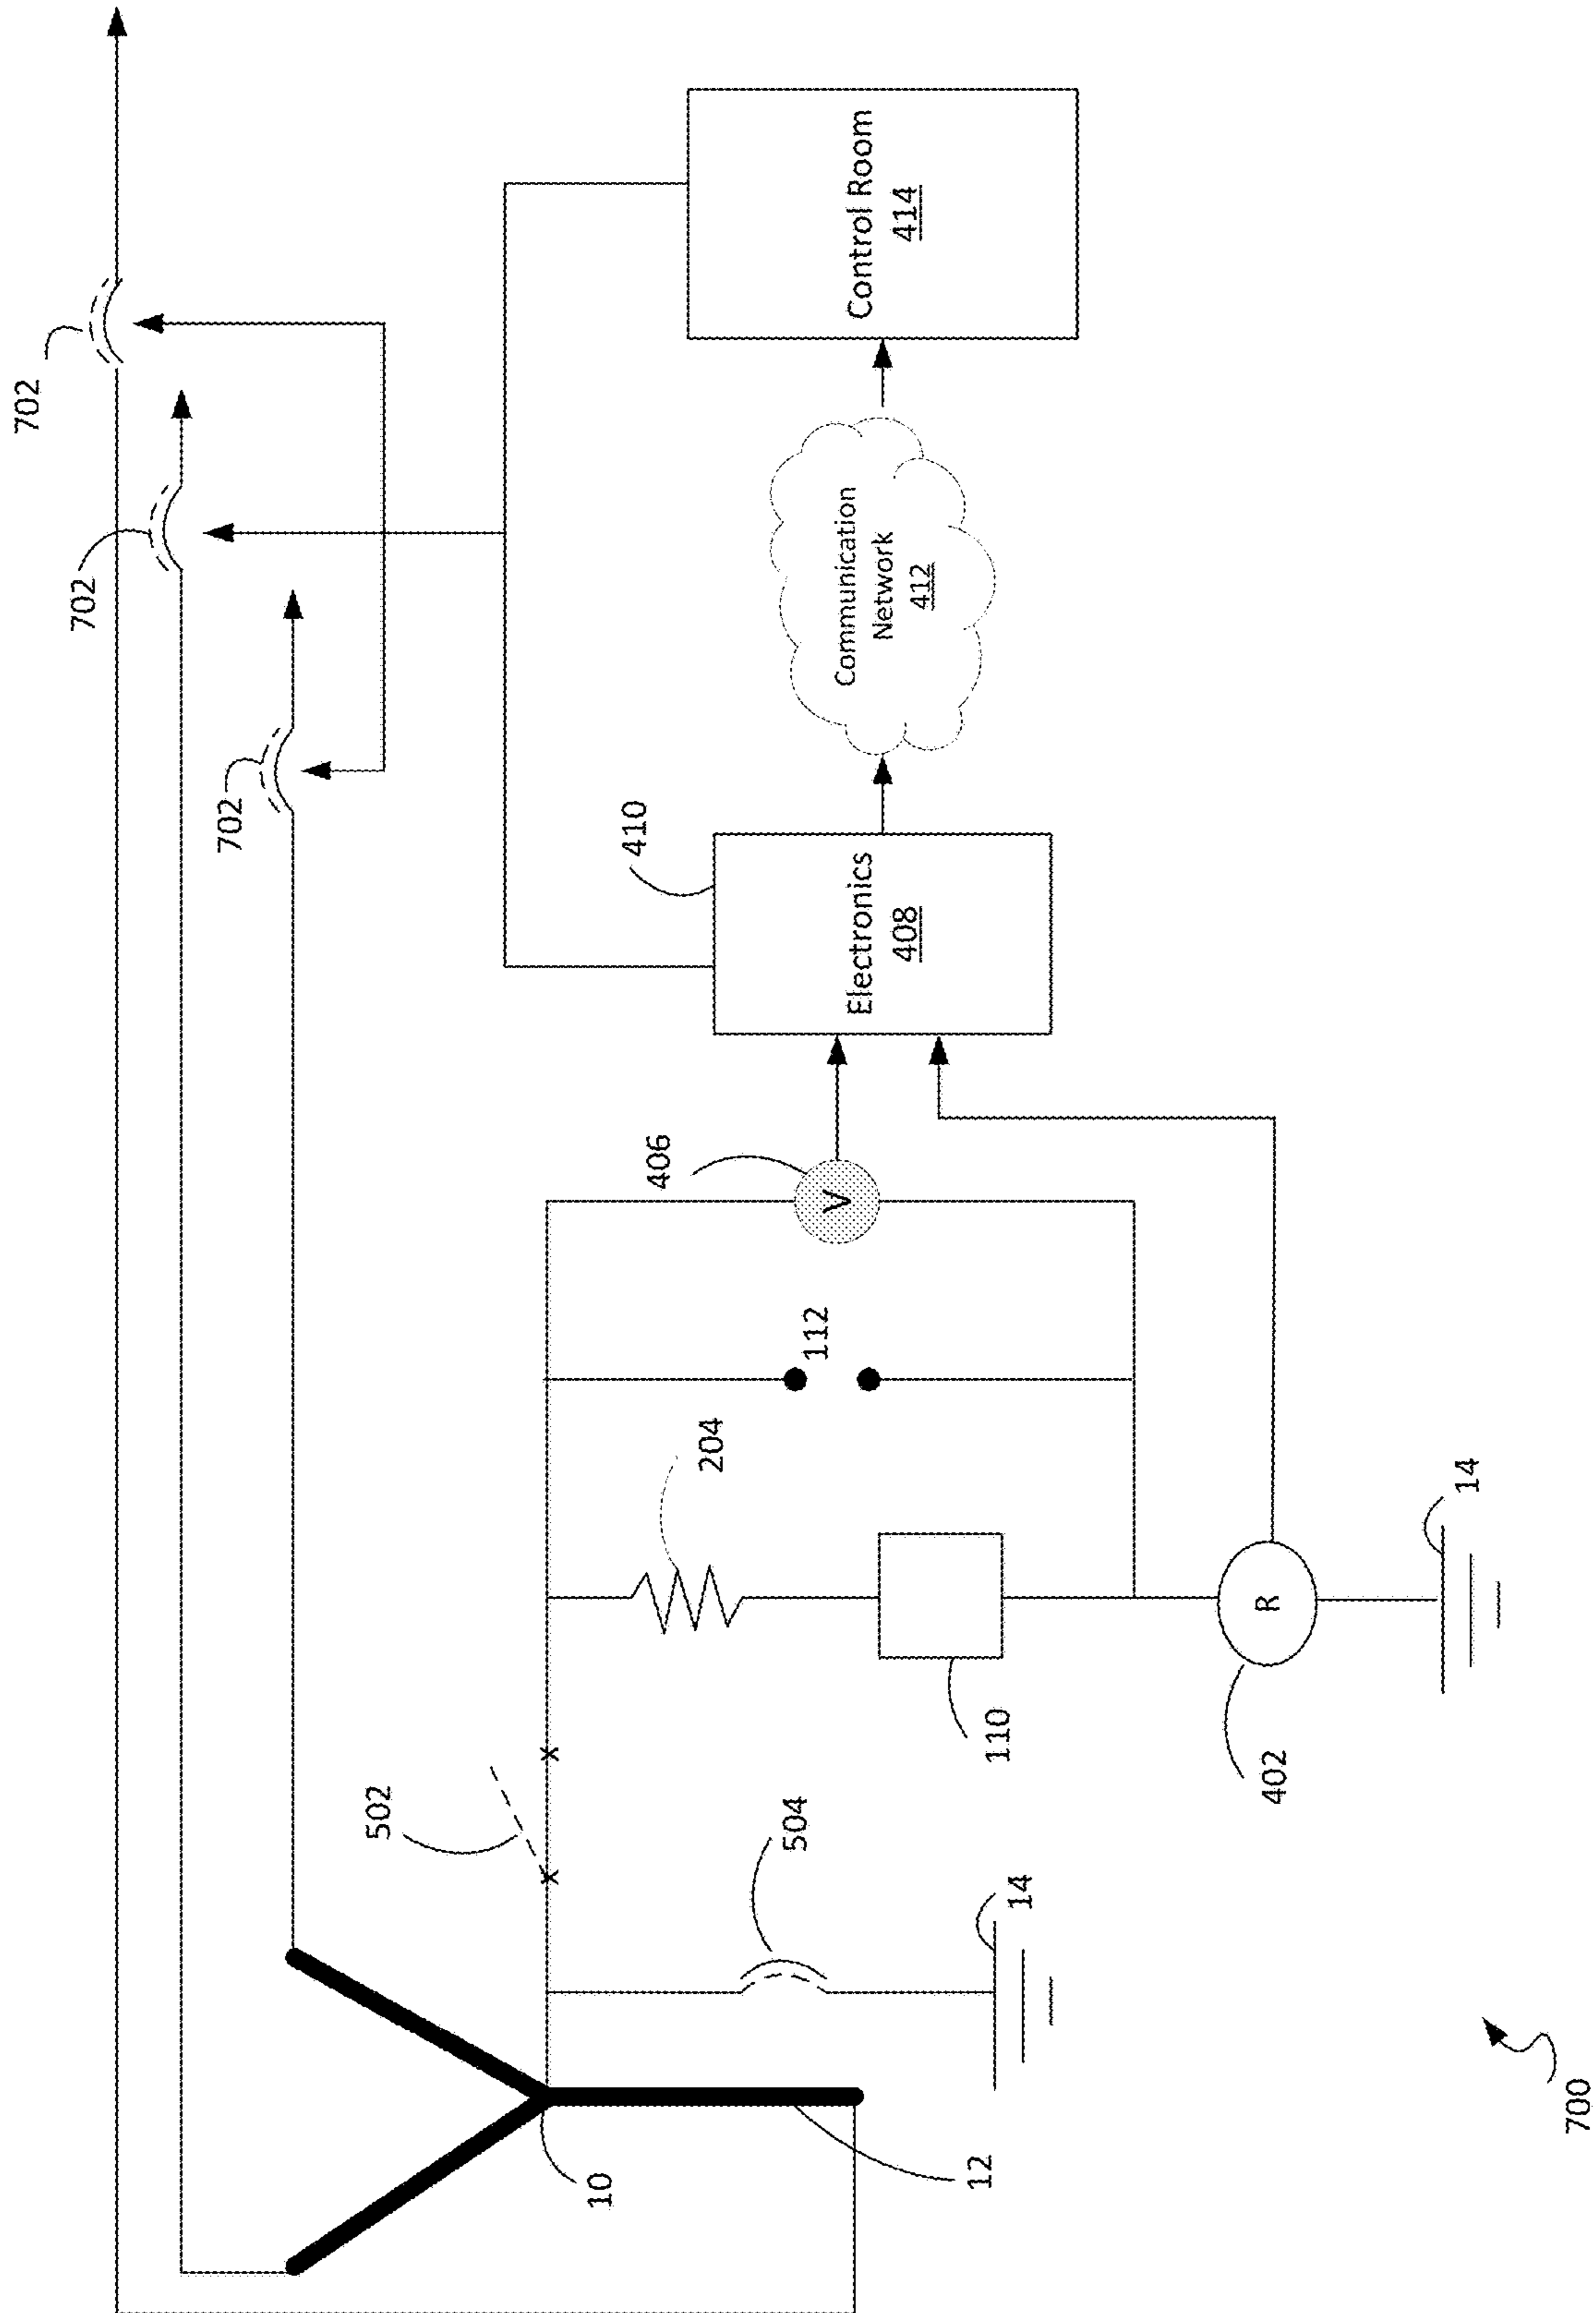 702
702
702
Control Room
414
Communication
Network
412
410
Electronics
408
406
V
112
204
110
502
504
R
402
14
14
10
12
700
x
x